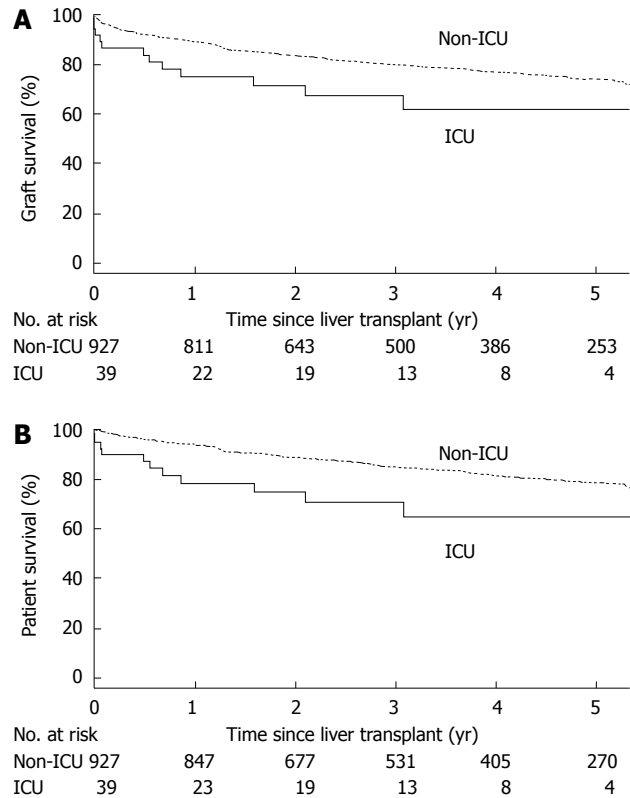 A
Graft survival (%)
100
80
60
40
20
0
Non-ICU
ICU
0 1 2 3 4 5
No. at risk Time since liver transplant (yr)
Non-ICU 927 811 643 500 386 253
ICU 39 22 19 13 8 4
B
Patient survival (%)
100
80
60
40
20
0
Non-ICU
ICU
0 1 2 3 4 5
No. at risk Time since liver transplant (yr)
Non-ICU 927 847 677 531 405 270
ICU 39 23 19 13 8 4